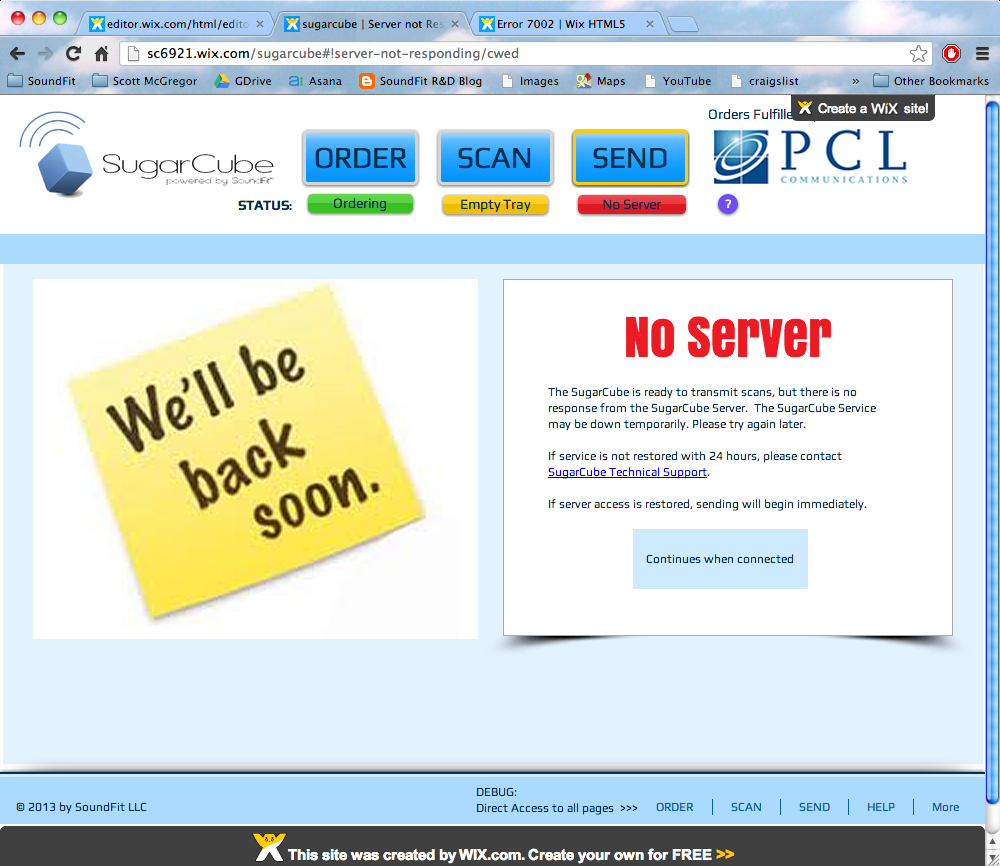 editor.wix.com/html/edito
sugarcube | Server not Res
Error 7002 | Wix HTML5
sc6921.wix.com/sugarcube#!server-not-responding/cwed
SoundFit
Scott McGregor
GDrive
Asana
SoundFit R&D Blog
Images
Maps
YouTube
craigslist
»
Other Bookmarks
Orders Fulfille
Create a WiX site!
SugarCube
powered by SoundFit
ORDER
SCAN
SEND
PCL
COMMUNICATIONS
STATUS:
Ordering
Empty Tray
No Server
?
We'll be
back
soon.
No Server
The SugarCube is ready to transmit scans, but there is no
response from the SugarCube Server.  The SugarCube Service
may be down temporarily. Please try again later.
If service is not restored with 24 hours, please contact
SugarCube Technical Support.
If server access is restored, sending will begin immediately.
Continues when connected
© 2013 by SoundFit LLC
DEBUG:
Direct Access to all pages  >>>
ORDER
SCAN
SEND
HELP
More
This site was created by WIX.com. Create your own for FREE >>